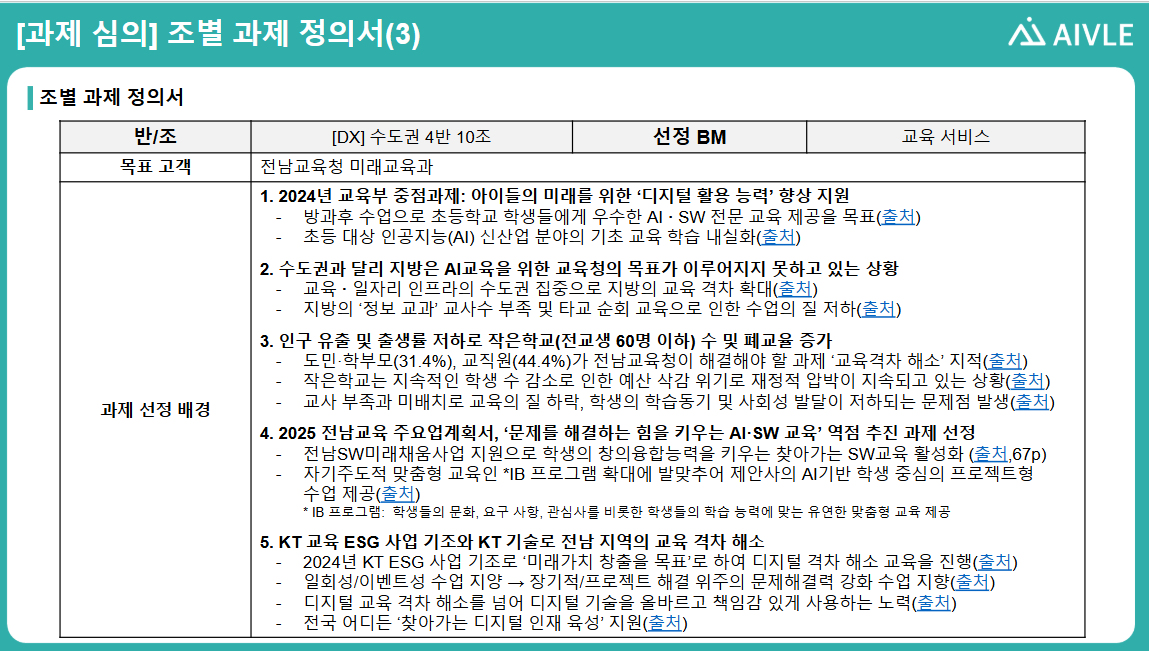 [과제 심의] 조별 과제 정의서(3)
AIVLE
조별 과제 정의서
반/조 [DX] 수도권 4반 10조 선정 BM 교육 서비스
목표 고객 전남교육청 미래교육과
과제 선정 배경
1. 2024년 교육부 중점과제: 아이들의 미래를 위한 ‘디지털 활용 능력’ 향상 지원
- 방과후 수업으로 초등학교 학생들에게 우수한 AI · SW 전문 교육 제공을 목표(출처)
- 초등 대상 인공지능(AI) 신산업 분야의 기초 교육 학습 내실화(출처)
2. 수도권과 달리 지방은 AI교육을 위한 교육청의 목표가 이루어지지 못하고 있는 상황
- 교육 · 일자리 인프라의 수도권 집중으로 지방의 교육 격차 확대(출처)
- 지방의 ‘정보 교과’ 교사수 부족 및 타교 순회 교육으로 인한 수업의 질 저하(출처)
3. 인구 유출 및 출생률 저하로 작은학교(전교생 60명 이하) 수 및 폐교율 증가
- 도민·학부모(31.4%), 교직원(44.4%)가 전남교육청이 해결해야 할 과제 ‘교육격차 해소’ 지적(출처)
- 작은학교는 지속적인 학생 수 감소로 인한 예산 삭감 위기로 재정적 압박이 지속되고 있는 상황(출처)
- 교사 부족과 미배치로 교육의 질 하락, 학생의 학습동기 및 사회성 발달이 저하되는 문제점 발생(출처)
4. 2025 전남교육 주요업계획서, ‘문제를 해결하는 힘을 키우는 AI·SW 교육’ 역점 추진 과제 선정
- 전남SW미래채움사업 지원으로 학생의 창의융합능력을 키우는 찾아가는 SW교육 활성화 (출처,67p)
- 자기주도적 맞춤형 교육인 *IB 프로그램 확대에 발맞추어 제안사의 AI기반 학생 중심의 프로젝트형
수업 제공(출처)
* IB 프로그램: 학생들의 문화, 요구 사항, 관심사를 비롯한 학생들의 학습 능력에 맞는 유연한 맞춤형 교육 제공
5. KT 교육 ESG 사업 기조와 KT 기술로 전남 지역의 교육 격차 해소
- 2024년 KT ESG 사업 기조로 ‘미래가치 창출을 목표’로 하여 디지털 격차 해소 교육을 진행(출처)
- 일회성/이벤트성 수업 지양 → 장기적/프로젝트 해결 위주의 문제해결력 강화 수업 지향(출처)
- 디지털 교육 격차 해소를 넘어 디지털 기술을 올바르고 책임감 있게 사용하는 노력(출처)
- 전국 어디든 ‘찾아가는 디지털 인재 육성’ 지원(출처)